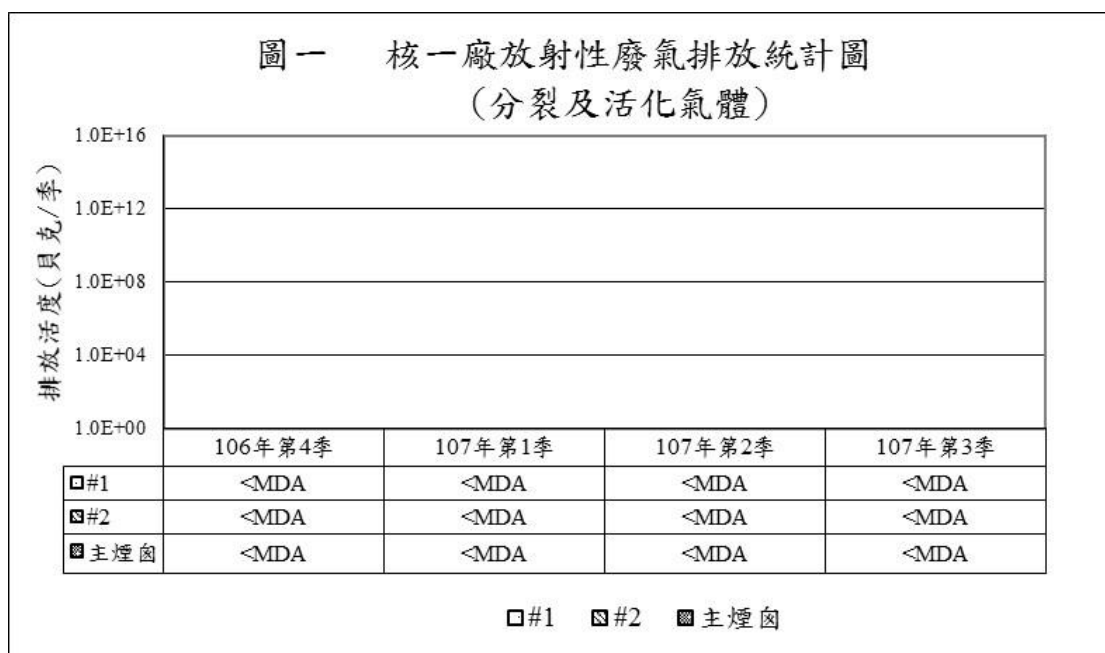 圖一 核一廠放射性廢氣排放統計圖
(分裂及活化氣體)
排放活度(貝克/季)
1.0E+16
1.0E+12
1.0E+08
1.0E+04
1.0E+00
106年第4季 107年第1季 107年第2季 107年第3季
#1 <MDA <MDA <MDA <MDA
#2 <MDA <MDA <MDA <MDA
主煙囪 <MDA <MDA <MDA <MDA
#1 #2 主煙囪